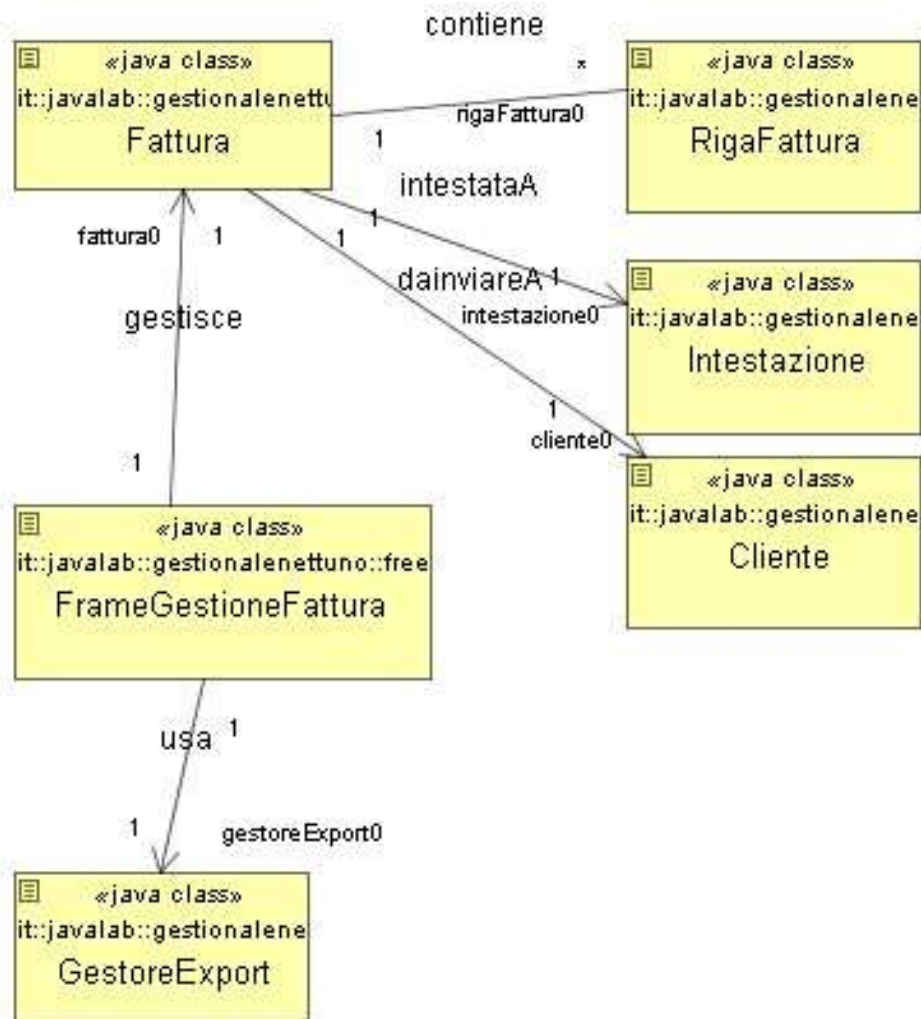 contiene
«java class»
it::javalab::gestionalenettu
Fattura
*
rigaFattura0
1
«java class»
it::javalab::gestionalene
RigaFattura
intestataA
1
1
dainviareA
1
intestazione0
«java class»
it::javalab::gestionalene
Intestazione
fattura0
1
gestisce
1
1
cliente0
«java class»
it::javalab::gestionalene
Cliente
«java class»
it::javalab::gestionalenettuno::free
FrameGestioneFattura
usa
1
1
gestoreExport0
«java class»
it::javalab::gestionalene
GestoreExport